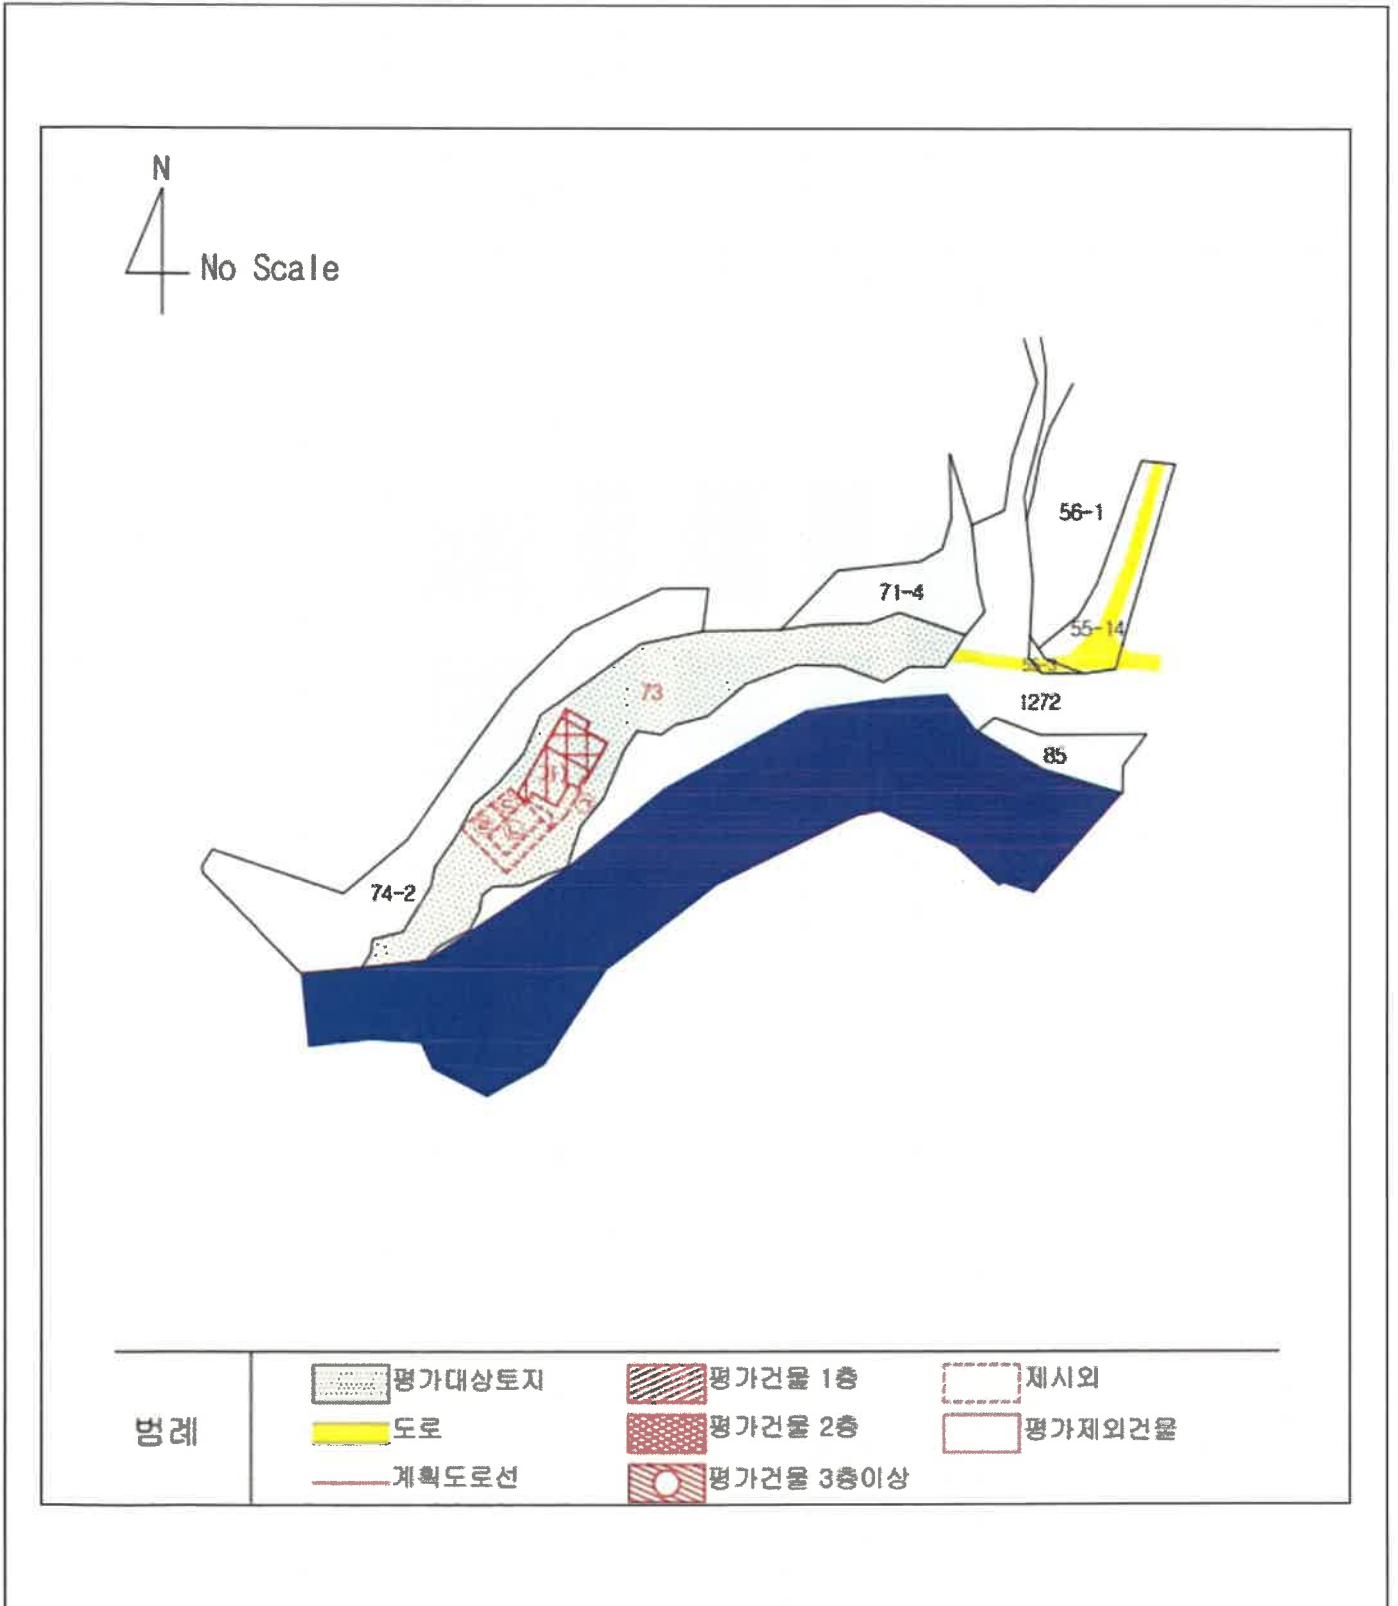 N
No Scale
56-1
71-4
55-14
73
1272
85
74-2
범례
평가대상토지
평가건물 1층
제시외
도로
평가건물 2층
평가제외건물
계획도로선
평가건물 3층이상